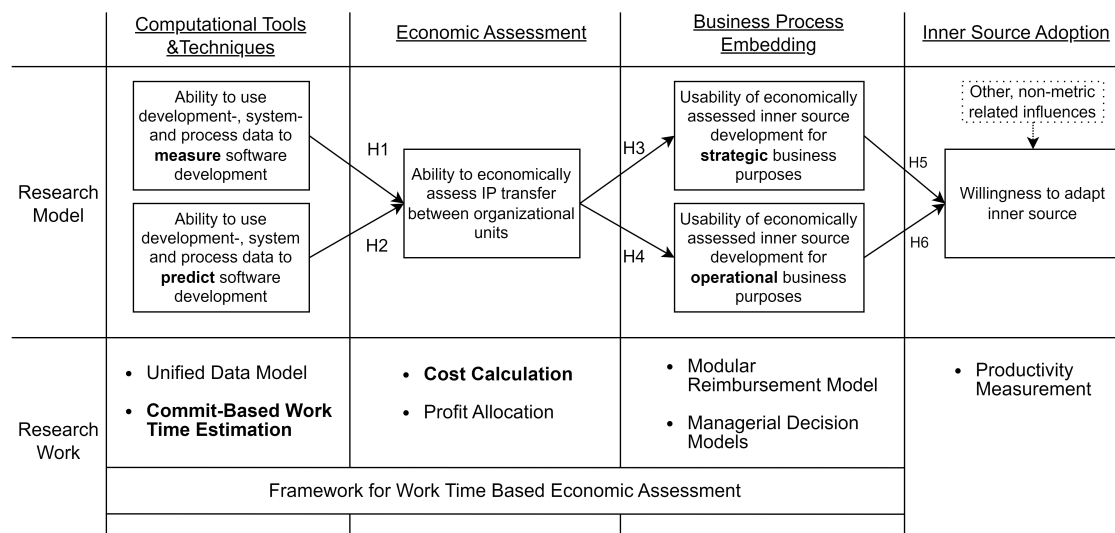 Computational Tools
&Techniques
Economic Assessment
Business Process
Embedding
Inner Source Adoption
Research
Model
Ability to use
development-, system-
and process data to
measure software
development
Ability to use
development-, system
and process data to
predict software
development
H1
H2
Ability to economically
assess IP transfer
between organizational
units
H3
H4
Usability of economically
assessed inner source
development for
strategic business
purposes
Usability of economically
assessed inner source
development for
operational business
purposes
H5
H6
Other, non-metric
related influences
Willingness to adapt
inner source
Research
Work
• Unified Data Model
• Commit-Based Work
Time Estimation
• Cost Calculation
• Profit Allocation
• Modular
Reimbursement Model
• Managerial Decision
Models
• Productivity
Measurement
Framework for Work Time Based Economic Assessment